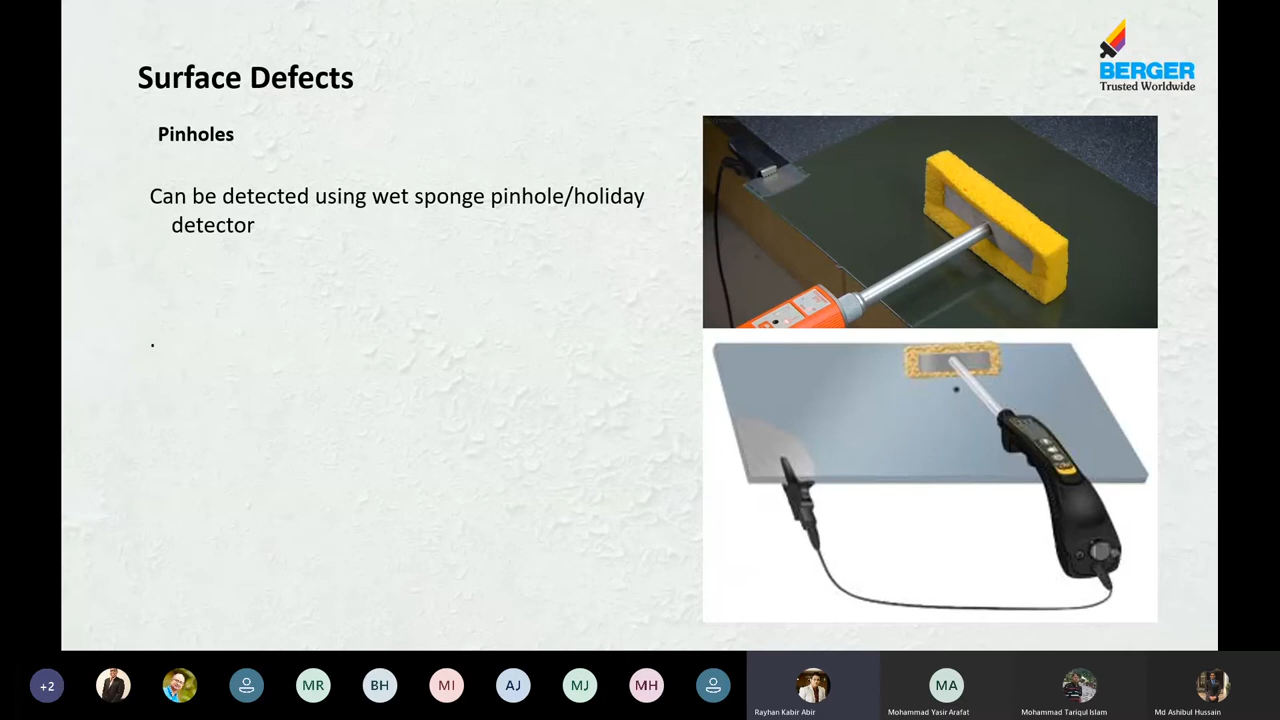 Surface Defects
BERGER
Trusted Worldwide
Pinholes
Can be detected using wet sponge pinhole/holiday
detector
.
+2
MR
BH
MI
AJ
MJ
MH
MA
Rayhan Kabir Abir
Mohammad Yasir Arafat
Mohammad Tariqul Islam
Md Ashibul Hussain